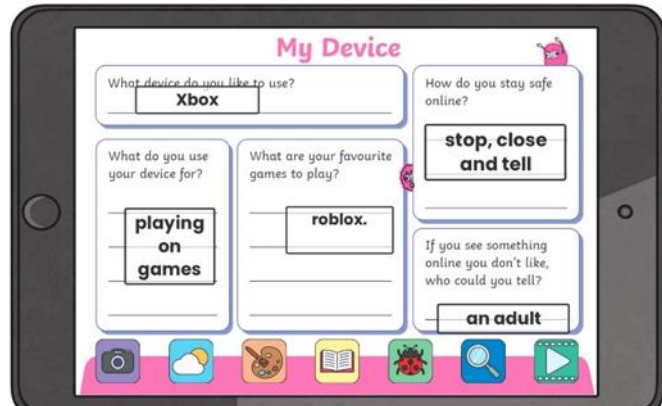 My Device
What device do you like to use?
Xbox
How do you stay safe
online?
stop, close
and tell
What do you use
your device for?
playing
on
games
What are your favourite
games to play?
roblox.
If you see something
online you don't like,
who could you tell?
an adult